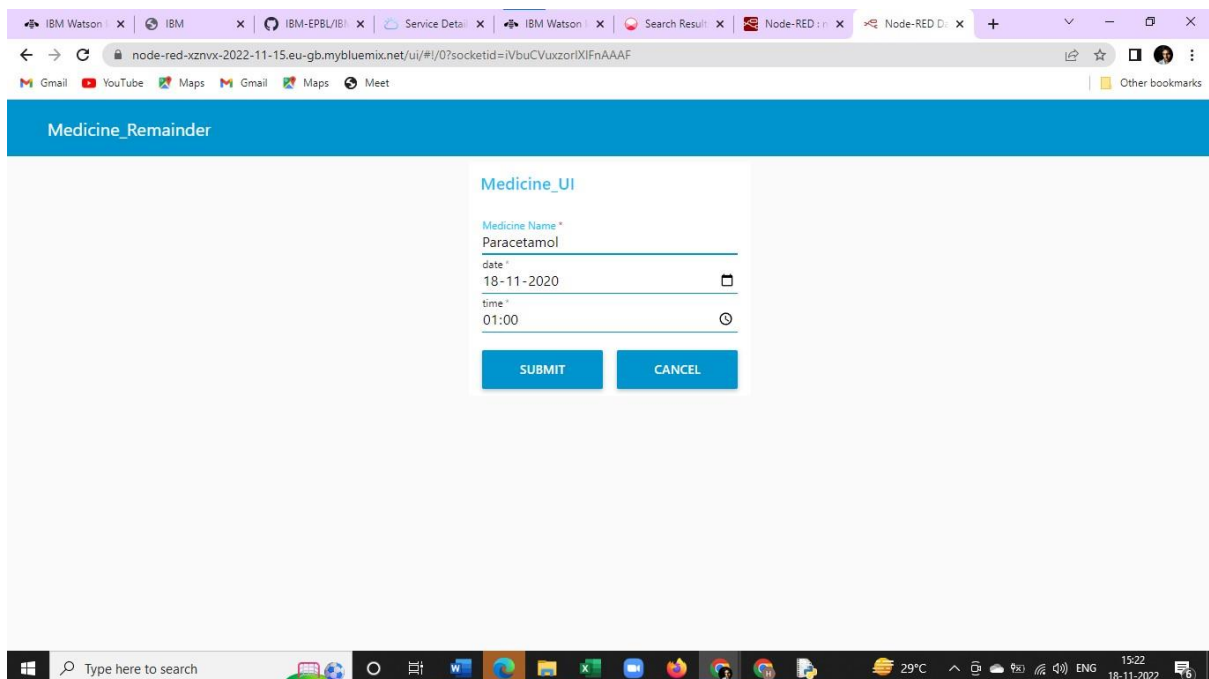 IBM Watson
IBM
IBM-EPBL/IB
Service Detail
IBM Watson
Search Result
Node-RED :
Node-RED Da
node-red-xznvx-2022-11-15.eu-gb.mybluemix.net/ui/#!/0?socketid=iVbuCVuxzorlXIFnAAAF
Gmail YouTube Maps Gmail Maps Meet Other bookmarks
Medicine_Remainder
Medicine_UI
Medicine Name *
Paracetamol
date *
18-11-2020
time *
01:00
SUBMIT CANCEL
Type here to search 29°C ENG 15:22
18-11-2022